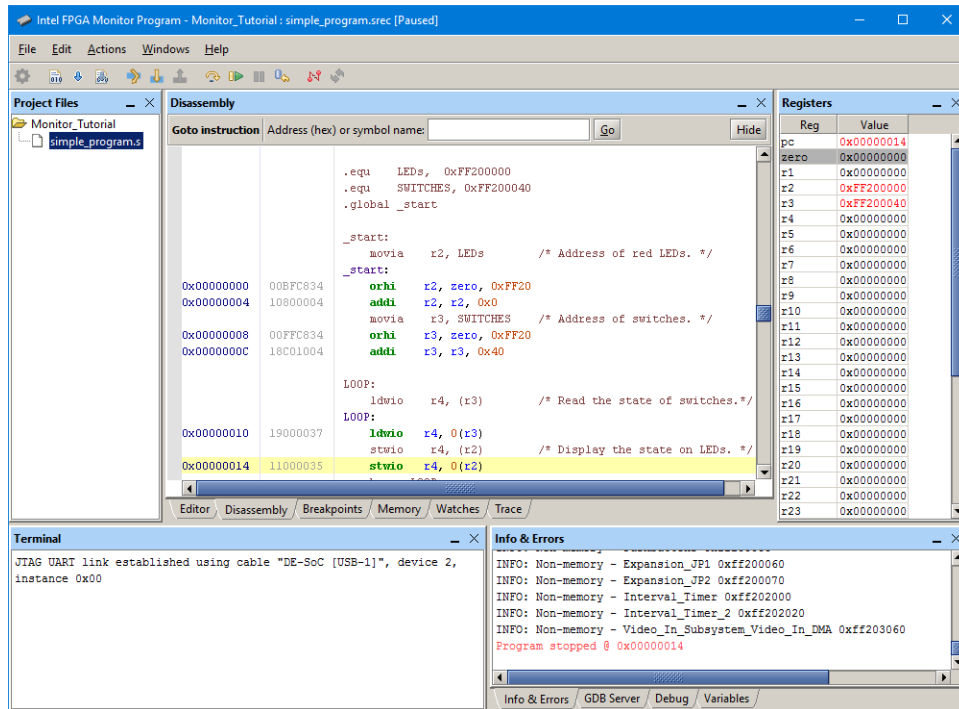 Intel FPGA Monitor Program - Monitor_Tutorial : simple_program.srec [Paused]
File Edit Actions Windows Help
Project Files
Monitor_Tutorial
simple_program.s
Disassembly
Goto instruction Address (hex) or symbol name: Go Hide
.equ LEDs, 0xFF200000
.equ SWITCHES, 0xFF200040
.global _start
_start:
movia r2, LEDs /* Address of red LEDs. */
_start:
0x00000000 00BFC834 orhi r2, zero, 0xFF20
0x00000004 10800004 addi r2, r2, 0x0
movia r3, SWITCHES /* Address of switches. */
0x00000008 00FFC834 orhi r3, zero, 0xFF20
0x0000000C 18C01004 addi r3, r3, 0x40
LOOP:
ldwio r4, (r3) /* Read the state of switches.*/
LOOP:
0x00000010 19000037 ldwio r4, 0(r3)
stwio r4, (r2) /* Display the state on LEDs. */
0x00000014 11000035 stwio r4, 0(r2)
Editor Disassembly Breakpoints Memory Watches Trace
Registers
Reg Value
pc 0x00000014
zero 0x00000000
r1 0x00000000
r2 0xFF200000
r3 0xFF200040
r4 0x00000000
r5 0x00000000
r6 0x00000000
r7 0x00000000
r8 0x00000000
r9 0x00000000
r10 0x00000000
r11 0x00000000
r12 0x00000000
r13 0x00000000
r14 0x00000000
r15 0x00000000
r16 0x00000000
r17 0x00000000
r18 0x00000000
r19 0x00000000
r20 0x00000000
r21 0x00000000
r22 0x00000000
r23 0x00000000
Terminal
JTAG UART link established using cable "DE-SoC [USB-1]", device 2,
instance 0x00
Info & Errors
INFO: Non-memory - Expansion_JP1 0xff200060
INFO: Non-memory - Expansion_JP2 0xff200070
INFO: Non-memory - Interval_Timer 0xff202000
INFO: Non-memory - Interval_Timer_2 0xff202020
INFO: Non-memory - Video_In_Subsystem_Video_In_DMA 0xff203060
Program stopped @ 0x00000014
Info & Errors GDB Server Debug Variables